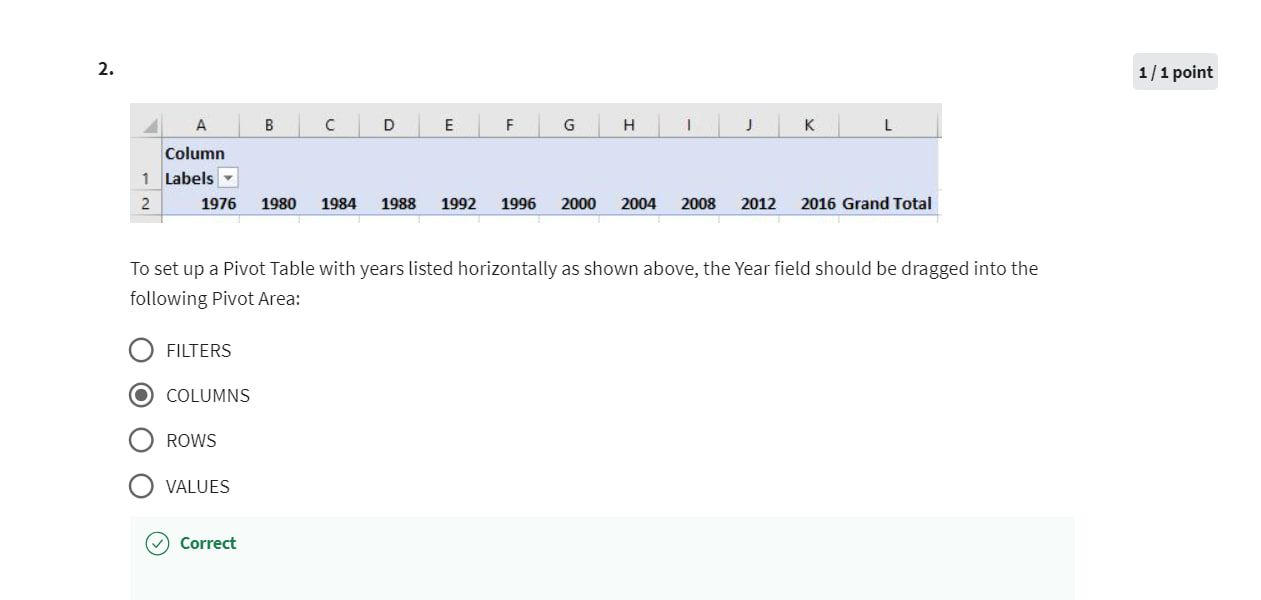 2.
1 / 1 point
A B C D E F G H I J K L
Column
1 Labels
2 1976 1980 1984 1988 1992 1996 2000 2004 2008 2012 2016 Grand Total
To set up a Pivot Table with years listed horizontally as shown above, the Year field should be dragged into the
following Pivot Area:
FILTERS
COLUMNS
ROWS
VALUES
Correct